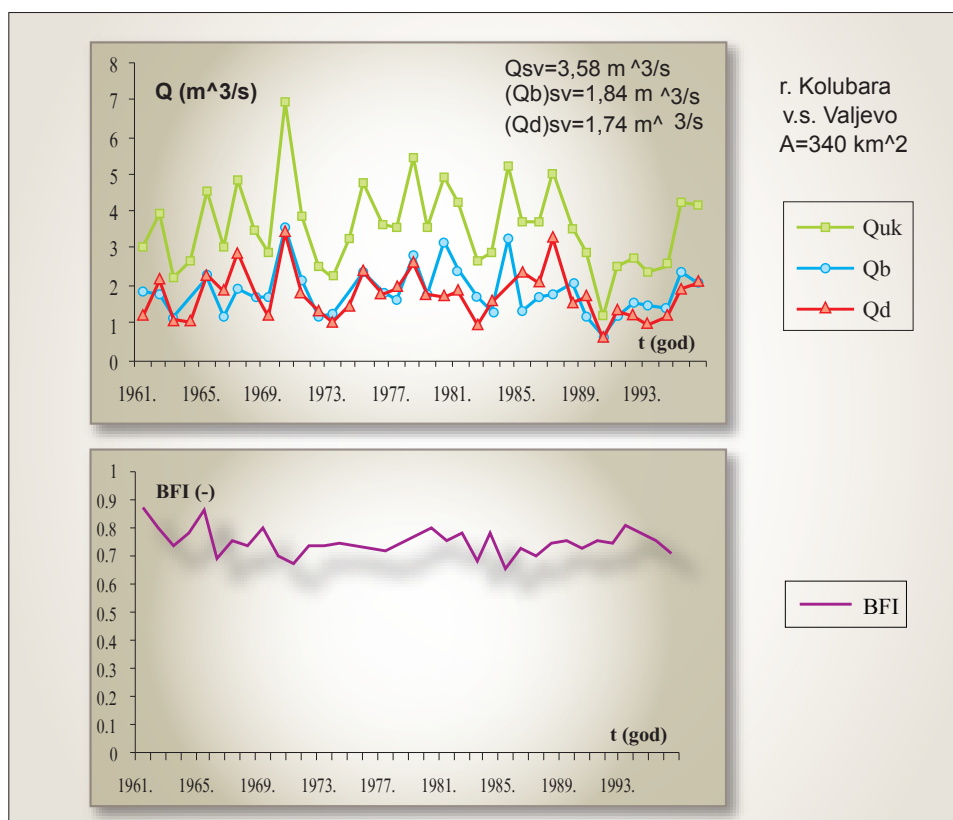 8
7
6
5
4
3
2
1
0
Q (m^3/s)
Qsv=3,58 m ^3/s
(Qb)sv=1,84 m ^3/s
(Qd)sv=1,74 m^ 3/s
t (god)
1961. 1965. 1969. 1973. 1977. 1981. 1985. 1989. 1993.
r. Kolubara
v.s. Valjevo
A=340 km^2
Quk
Qb
Qd
1
0.9
0.8
0.7
0.6
0.5
0.4
0.3
0.2
0.1
0
BFI (-)
t (god)
1961. 1965. 1969. 1973. 1977. 1981. 1985. 1989. 1993.
BFI